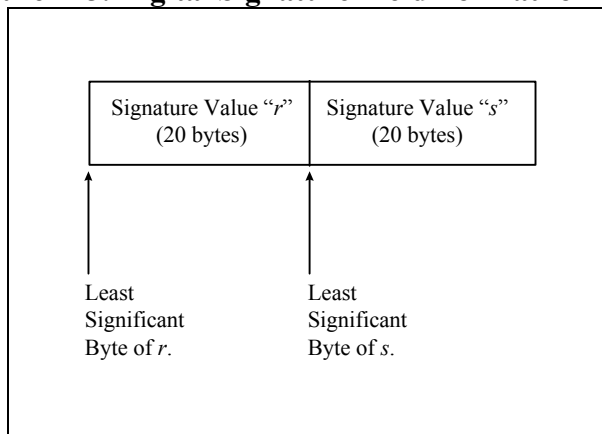 Signature Value “r” Signature Value “s”
(20 bytes) (20 bytes)
Least Least
Significant Significant
Byte of r. Byte of s.